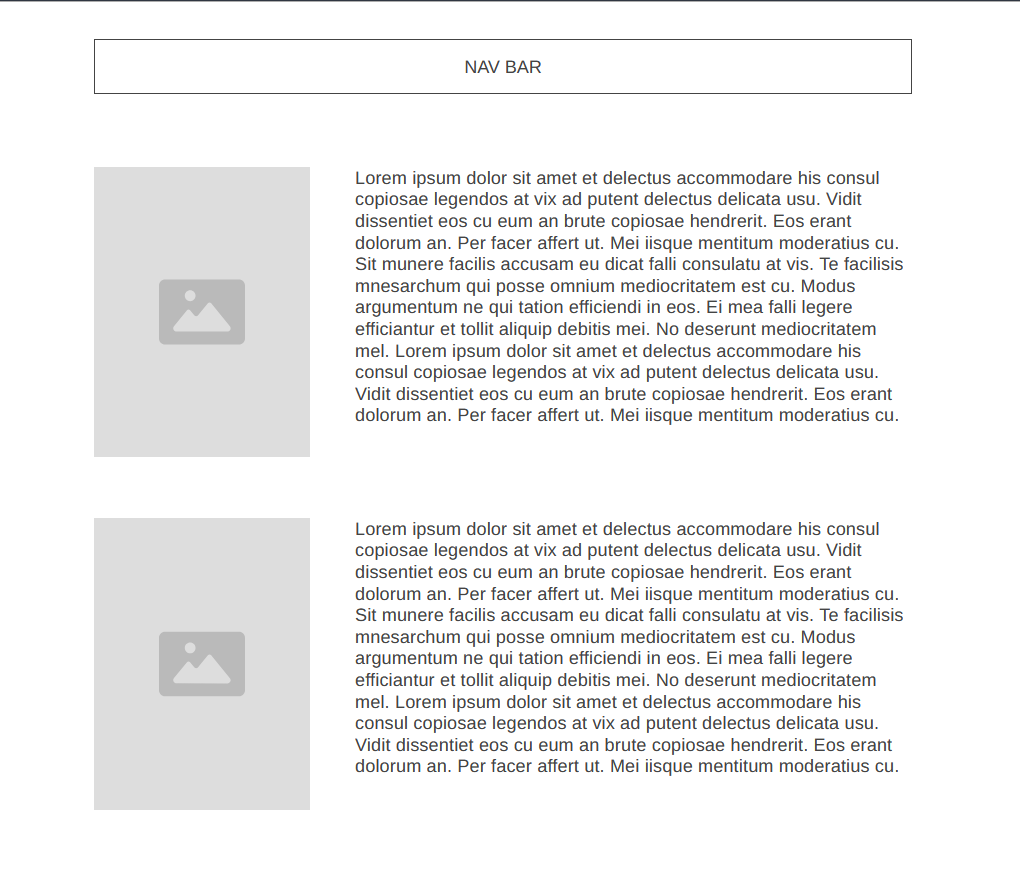 NAV BAR
Lorem ipsum dolor sit amet et delectus accommodare his consul
copiosae legendos at vix ad putent delectus delicata usu. Vidit
dissentiet eos cu eum an brute copiosae hendrerit. Eos erant
dolorum an. Per facer affert ut. Mei iisque mentitum moderatius cu.
Sit munere facilis accusam eu dicat falli consulatu at vis. Te facilisis
mnesarchum qui posse omnium mediocritatem est cu. Modus
argumentum ne qui tation efficiendi in eos. Ei mea falli legere
efficiantur et tollit aliquip debitis mei. No deserunt mediocritatem
mel. Lorem ipsum dolor sit amet et delectus accommodare his
consul copiosae legendos at vix ad putent delectus delicata usu.
Vidit dissentiet eos cu eum an brute copiosae hendrerit. Eos erant
dolorum an. Per facer affert ut. Mei iisque mentitum moderatius cu.
Lorem ipsum dolor sit amet et delectus accommodare his consul
copiosae legendos at vix ad putent delectus delicata usu. Vidit
dissentiet eos cu eum an brute copiosae hendrerit. Eos erant
dolorum an. Per facer affert ut. Mei iisque mentitum moderatius cu.
Sit munere facilis accusam eu dicat falli consulatu at vis. Te facilisis
mnesarchum qui posse omnium mediocritatem est cu. Modus
argumentum ne qui tation efficiendi in eos. Ei mea falli legere
efficiantur et tollit aliquip debitis mei. No deserunt mediocritatem
mel. Lorem ipsum dolor sit amet et delectus accommodare his
consul copiosae legendos at vix ad putent delectus delicata usu.
Vidit dissentiet eos cu eum an brute copiosae hendrerit. Eos erant
dolorum an. Per facer affert ut. Mei iisque mentitum moderatius cu.